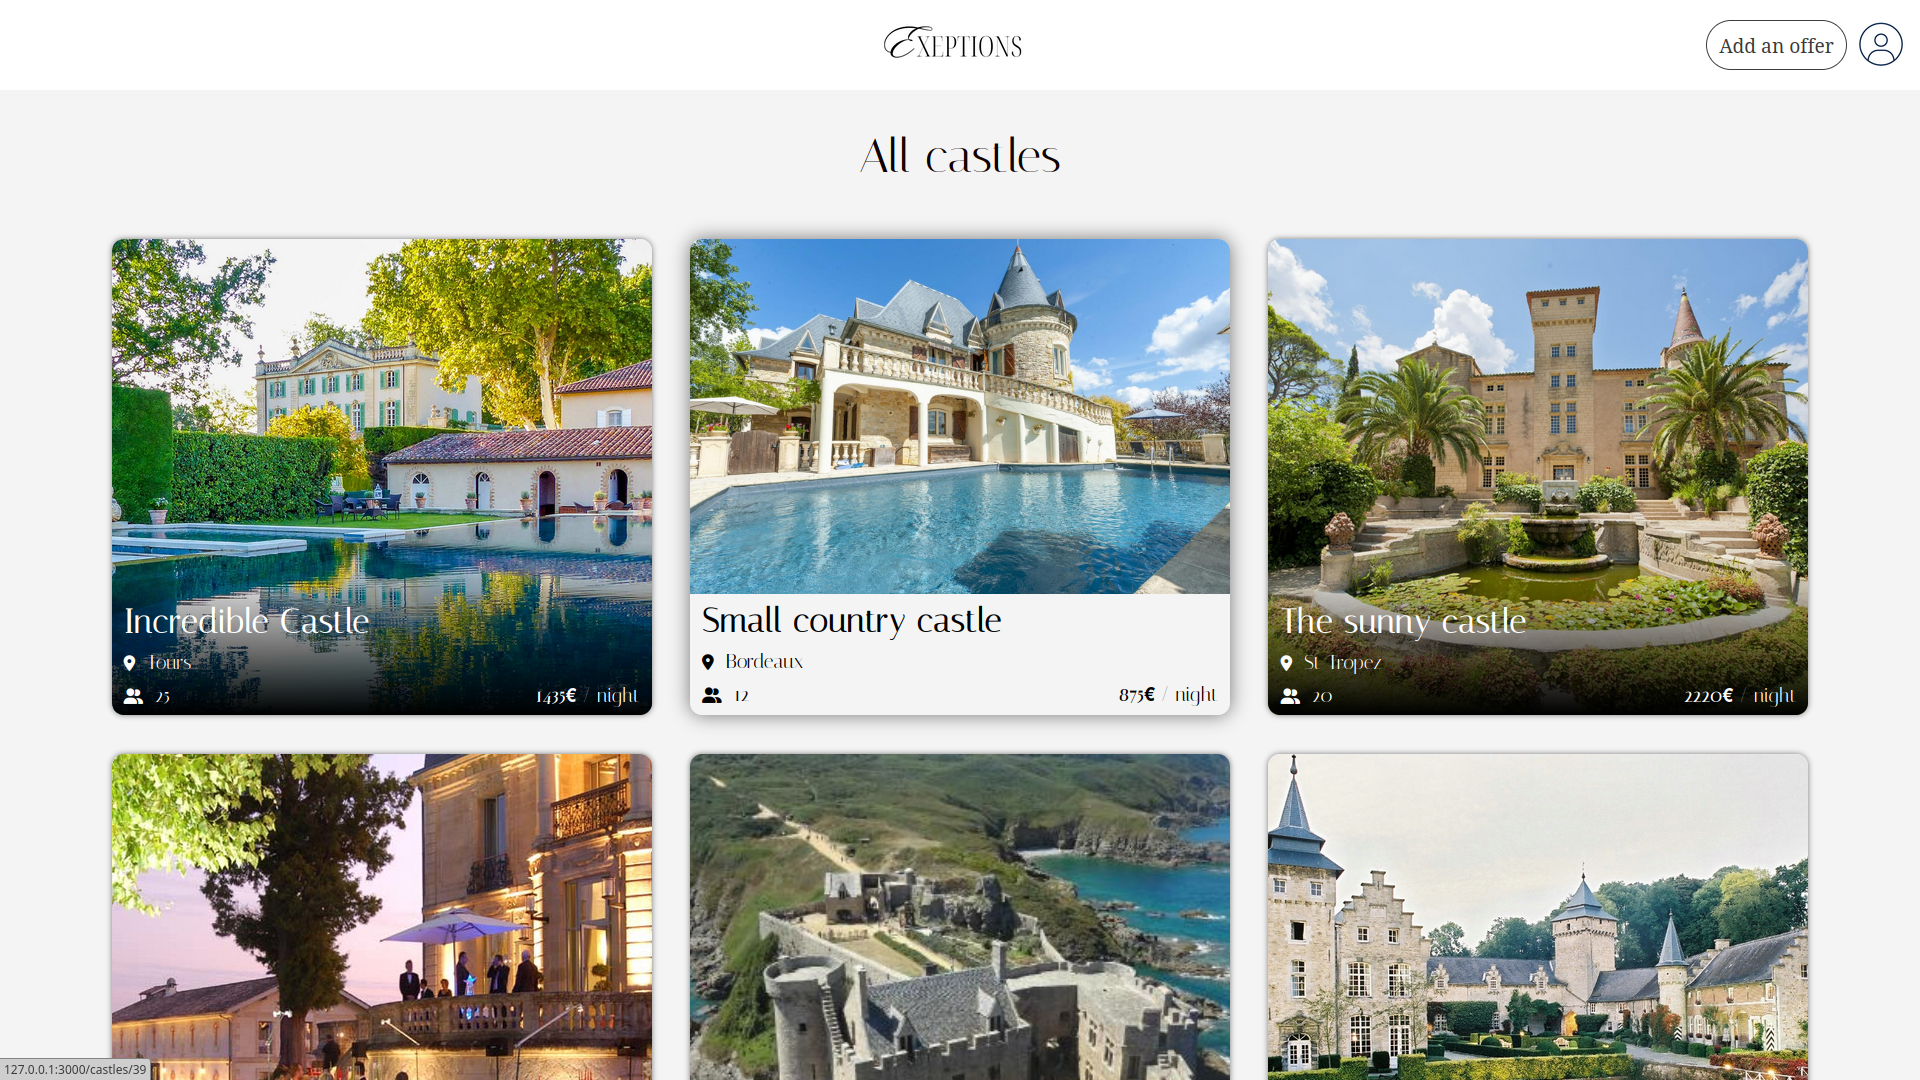 EXEPTIONS
Add an offer
All castles
Incredible Castle
Tours
25
1435€ / night
Small country castle
Bordeaux
12
875€ / night
The sunny castle
St Tropez
20
2220€ / night
127.0.0.1:3000/castles/39